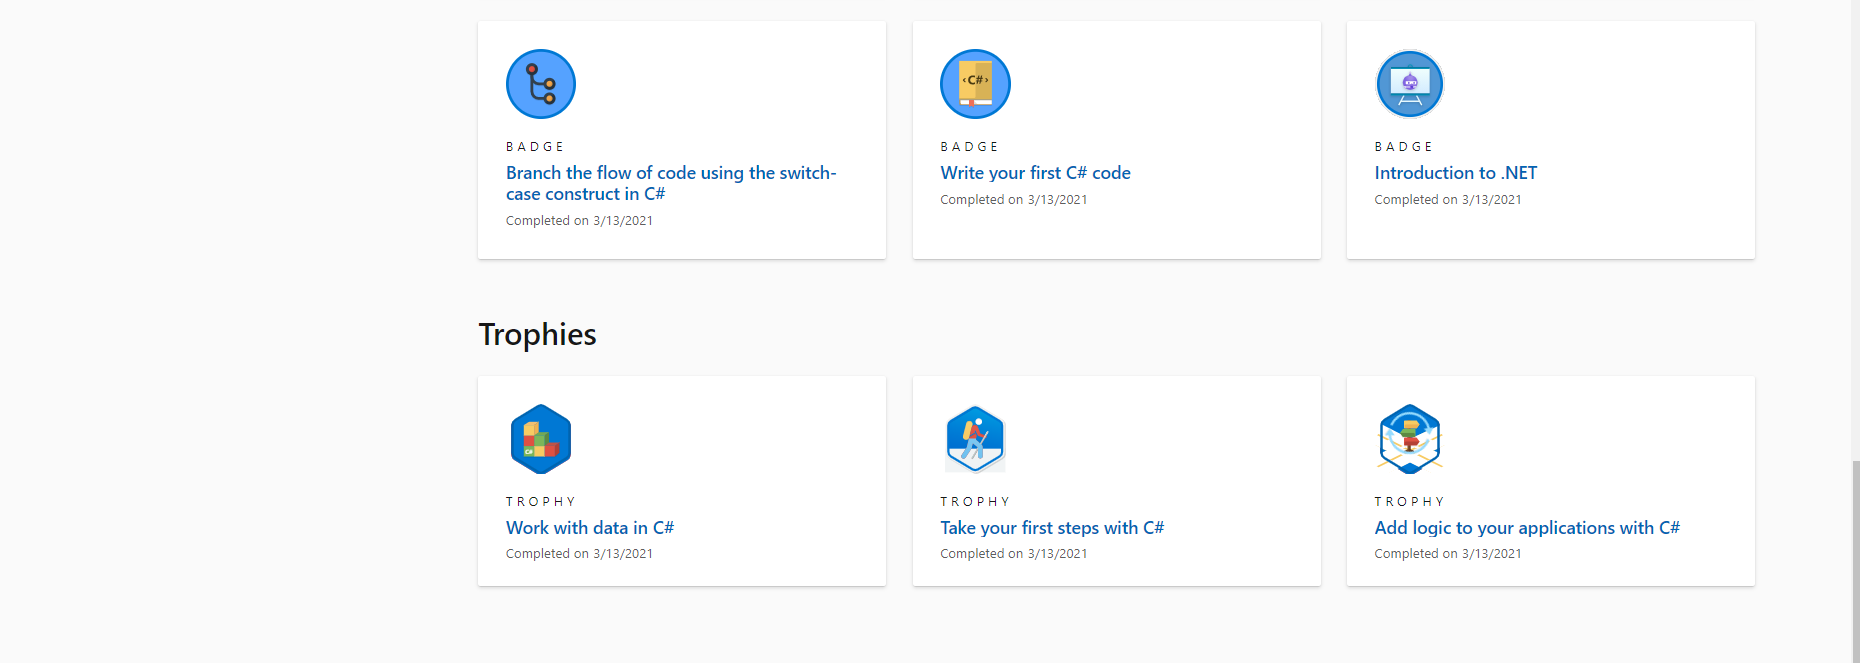 BADGE
Branch the flow of code using the switch-
case construct in C#
Completed on 3/13/2021
<C#>
BADGE
Write your first C# code
Completed on 3/13/2021
BADGE
Introduction to .NET
Completed on 3/13/2021
Trophies
C#
TROPHY
Work with data in C#
Completed on 3/13/2021
TROPHY
Take your first steps with C#
Completed on 3/13/2021
TROPHY
Add logic to your applications with C#
Completed on 3/13/2021